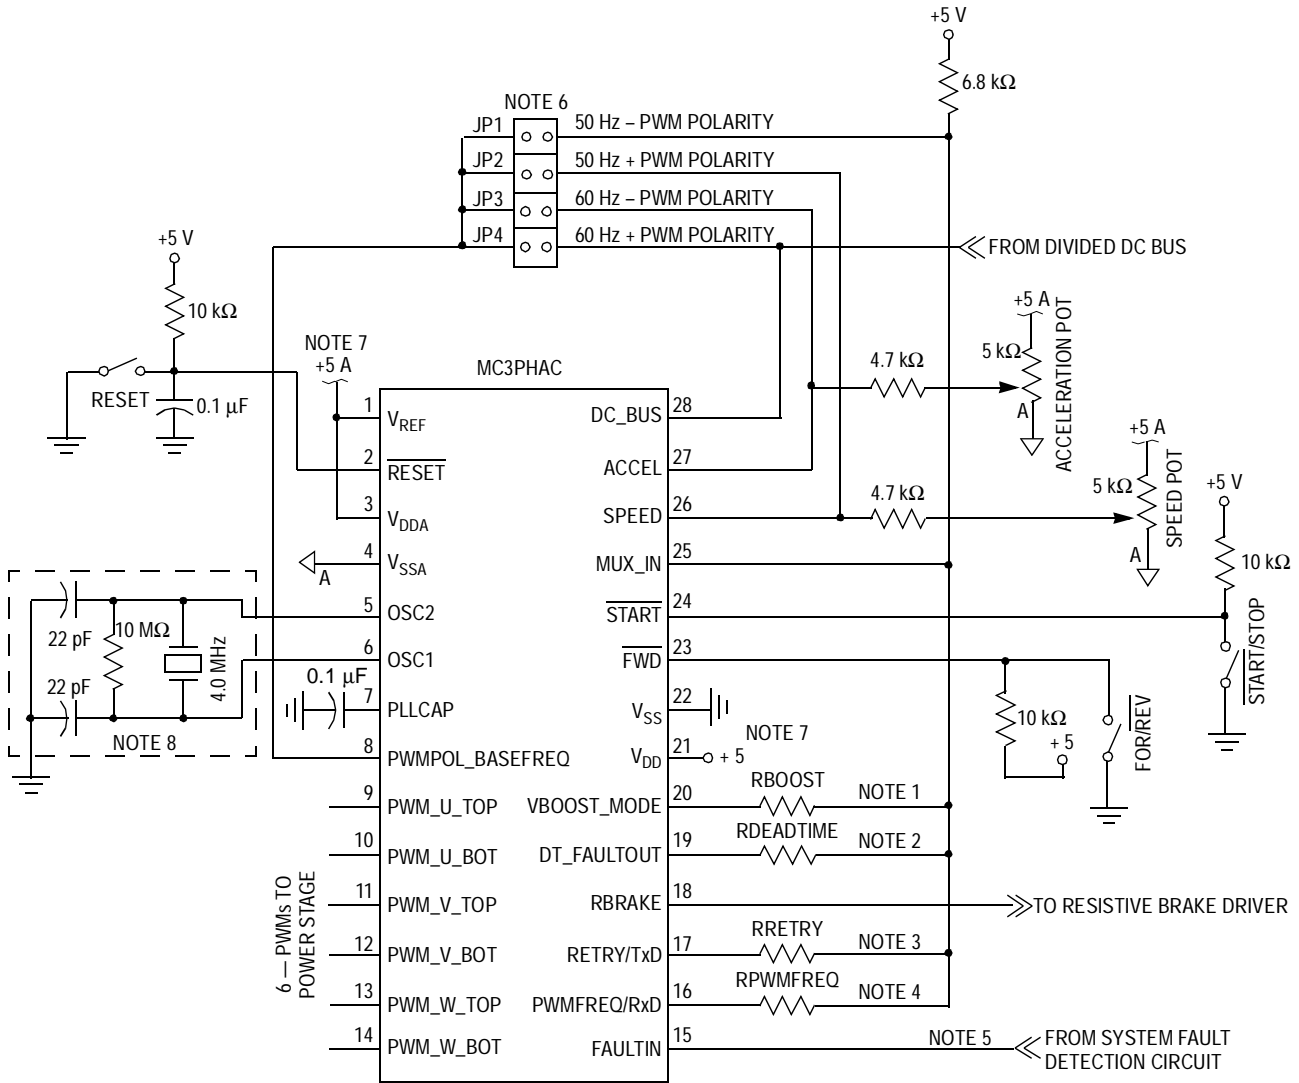 +5 V
6.8 kΩ
NOTE 6
JP1
50 Hz – PWM POLARITY
JP2
50 Hz + PWM POLARITY
JP3
60 Hz – PWM POLARITY
JP4
60 Hz + PWM POLARITY
FROM DIVIDED DC BUS
+5 V
10 kΩ
RESET
0.1 µF
NOTE 7
+5 A
MC3PHAC
4.7 kΩ
5 kΩ
+5 A
A
ACCELERATION POT
4.7 kΩ
5 kΩ
+5 A
A
SPEED POT
+5 V
10 kΩ
START/STOP
1
VREF
2
RESET
3
VDDA
4
VSSA
A
5
OSC2
6
OSC1
7
PLLCAP
0.1 µF
8
PWMPOL_BASEFREQ
9
PWM_U_TOP
10
PWM_U_BOT
11
PWM_V_TOP
12
PWM_V_BOT
13
PWM_W_TOP
14
PWM_W_BOT
22 pF
10 MΩ
4.0 MHz
22 pF
NOTE 8
6 — PWMs TO
POWER STAGE
DC_BUS
28
ACCEL
27
SPEED
26
MUX_IN
25
START
24
FWD
23
VSS
22
VDD
21
+ 5
NOTE 7
10 kΩ
+ 5
FOR/REV
VBOOST_MODE
20
RBOOST
NOTE 1
DT_FAULTOUT
19
RDEADTIME
NOTE 2
RBRAKE
18
TO RESISTIVE BRAKE DRIVER
RETRY/TxD
17
RRETRY
NOTE 3
PWMFREQ/RxD
16
RPWMFREQ
NOTE 4
FAULTIN
15
NOTE 5
FROM SYSTEM FAULT
DETECTION CIRCUIT